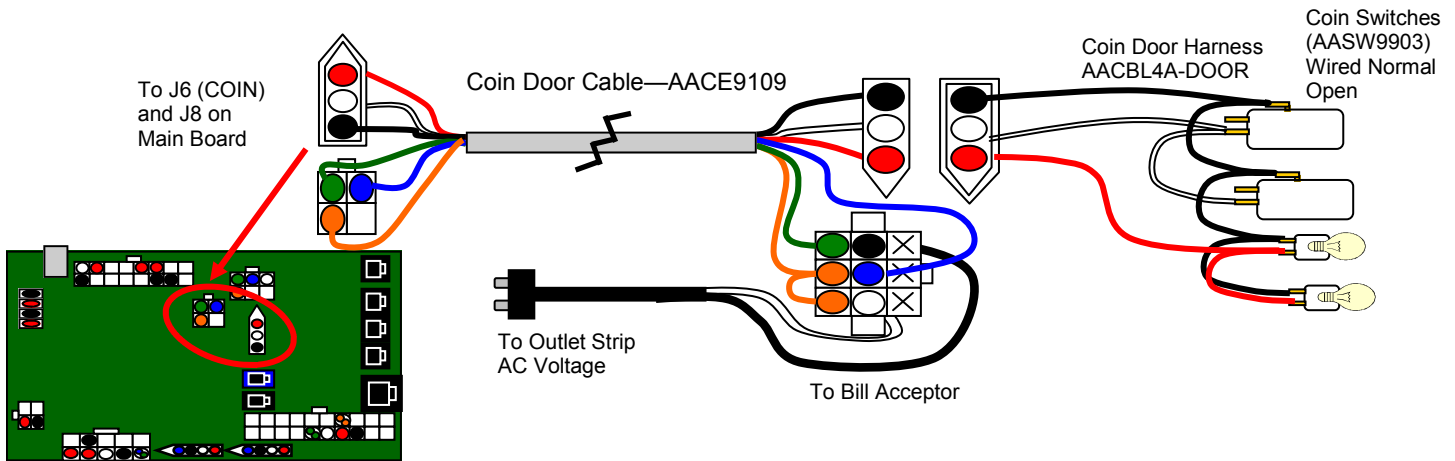 To J6 (COIN)
and J8 on
Main Board
Coin Door Cable—AACE9109
Coin Door Harness
AACBL4A-DOOR
Coin Switches
(AASW9903)
Wired Normal
Open
To Outlet Strip
AC Voltage
To Bill Acceptor